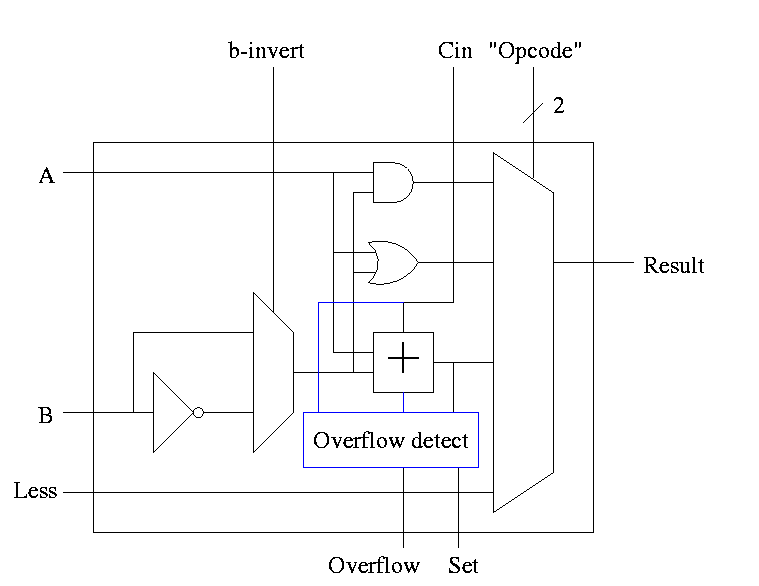 b-invert Cin "Opcode"
2
A
Result
+
B
Overflow detect
Less
Overflow Set